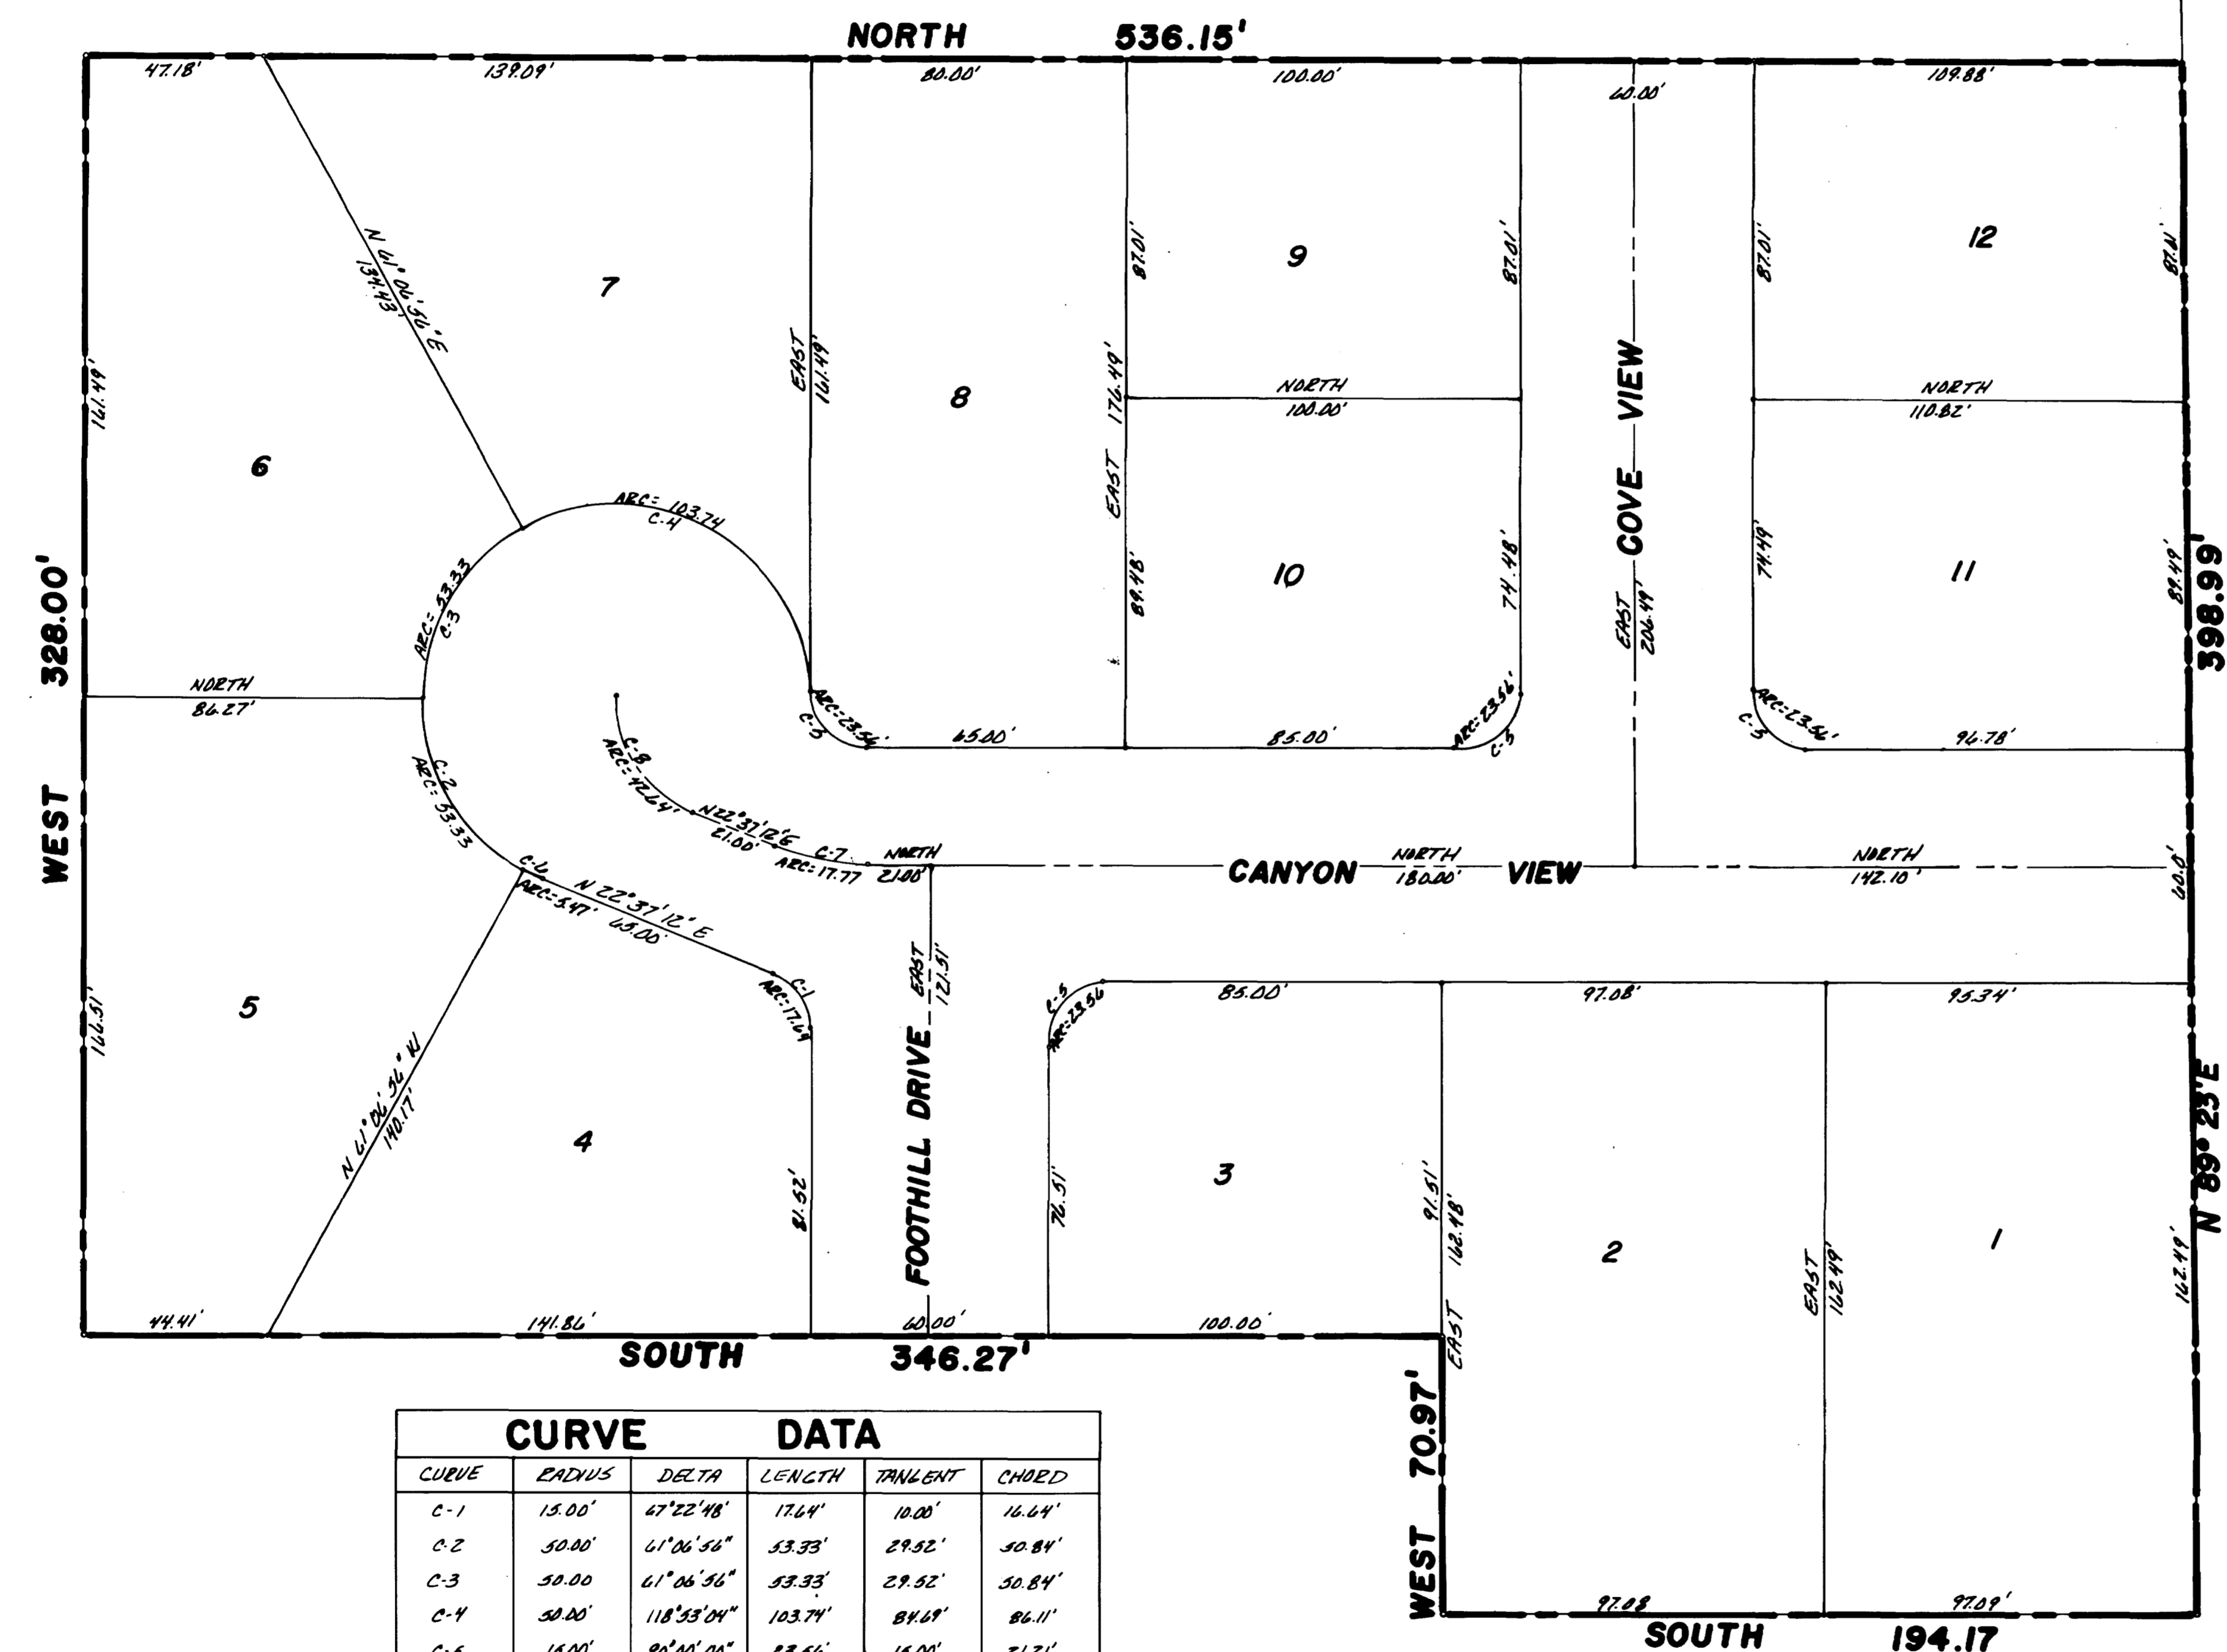 NORTH 536.15'
47.18' 139.09' 80.00' 100.00' 60.00' 109.88'
N 61°06'56" E
134.43'
7
EAST
161.49'
8
87.01'
EAST 176.49'
89.48'
9
87.01'
NORTH
100.00'
10
74.48'
EAST COVE VIEW
206.49'
87.01'
12
87.01'
NORTH
110.82'
11
74.49'
89.49'
398.99'
N 89° 23' E
161.49'
6
WEST 328.00'
NORTH
86.27'
ARC= 53.33
C-3
ARC= 103.74
C-4
ARC=23.56'
C-5
65.00'
85.00'
ARC=23.56'
C-5
ARC=23.56'
C-5
96.78'
C-2
ARC= 53.33
C-8
ARC=42.64'
N22°37'12"E
21.00'
C-7
ARC=17.77
NORTH
21.00'
CANYON VIEW
NORTH
180.00'
NORTH
142.10'
60.0'
C-6
ARC=5.47'
N 22°37'12" E
65.00'
C-1
ARC=17.64
FOOTHILL DRIVE EAST
121.51'
C-5
ARC=23.56
85.00'
97.08'
95.34'
166.51'
5
N 61°06'56" W
140.17'
4
81.52'
76.51'
3
91.51'
EAST 162.48'
2
EAST
162.49'
1
162.49'
44.41' 141.86' 60.00' 100.00'
SOUTH 346.27'
WEST 70.97'
97.08 97.09'
SOUTH 194.17
CURVE DATA
CURVE RADIUS DELTA LENGTH TANGENT CHORD
C-1 15.00' 67°22'48' 17.64' 10.00' 16.64'
C-2 50.00' 61°06'56" 53.33' 29.52' 50.84'
C-3 50.00 61°06'56" 53.33' 29.52' 50.84'
C-4 50.00' 118°53'04" 103.74' 84.69' 86.11'